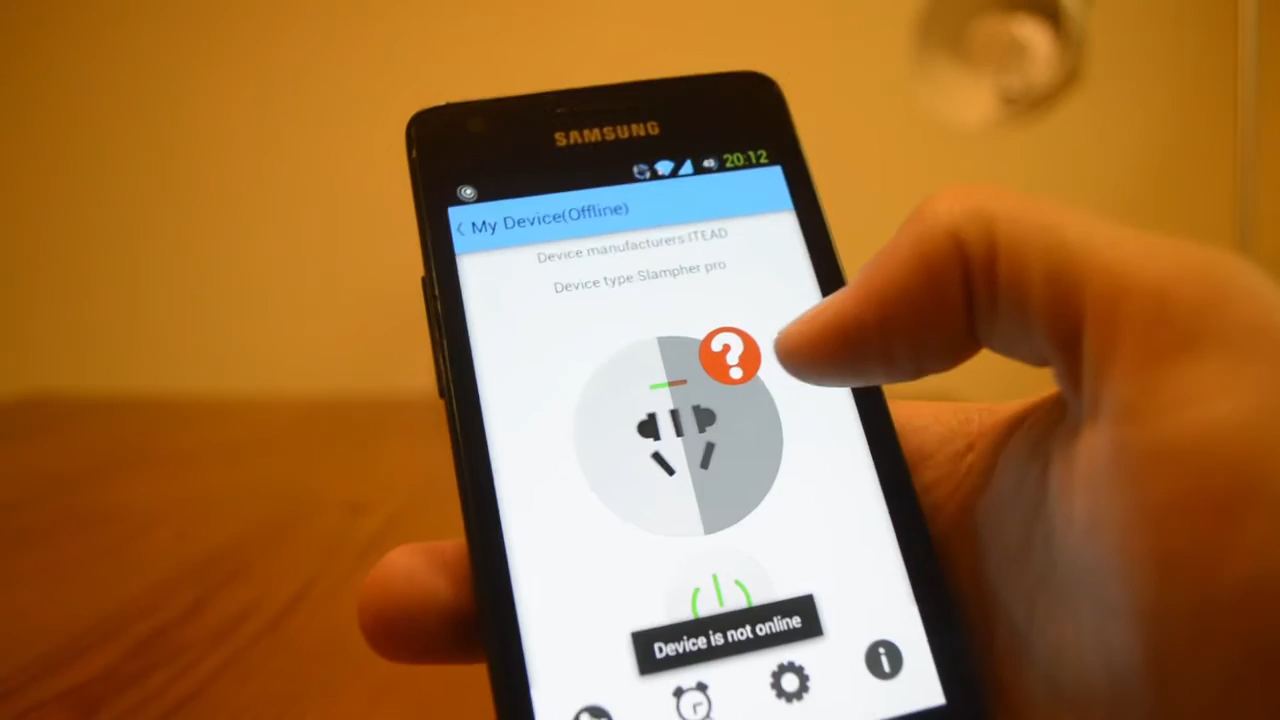 SAMSUNG
20:12
My Device(Offline)
Device manufacturers:ITEAD
Device type:Slampher pro
?
Device is not online
i